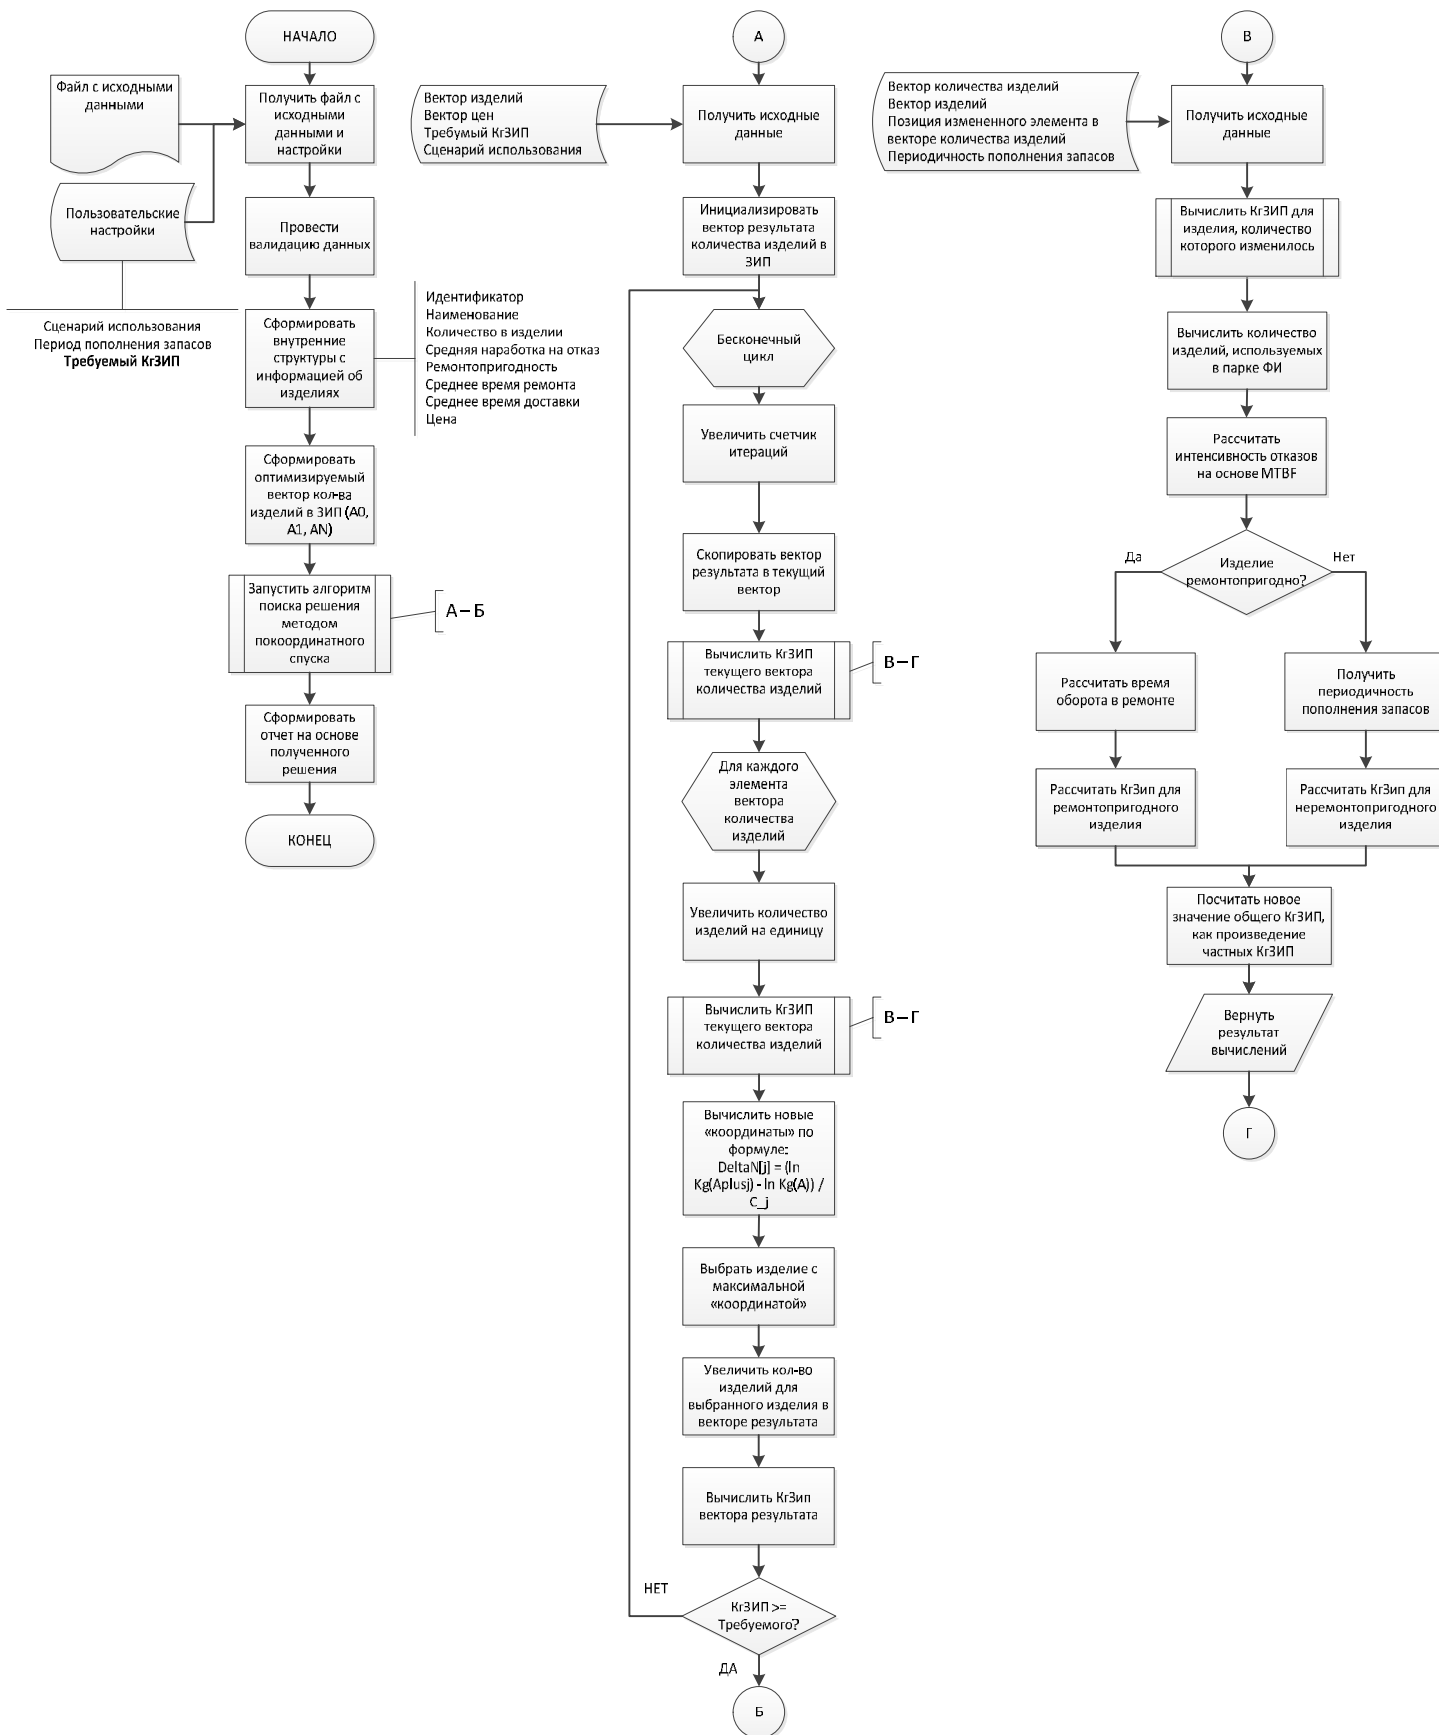 НАЧАЛО
Файл с исходными
данными
Получить файл с
исходными
данными и
настройки
Пользовательские
настройки
Провести
валидацию данных
Сценарий использования
Период пополнения запасов
Требуемый КгЗИП
Сформировать
внутренние
структуры с
информацией об
изделиях
Идентификатор
Наименование
Количество в изделии
Средняя наработка на отказ
Ремонтопригодность
Среднее время ремонта
Среднее время доставки
Цена
Сформировать
оптимизируемый
вектор кол-ва
изделий в ЗИП (A0,
A1, AN)
Запустить алгоритм
поиска решения
методом
покоординатного
спуска
А – Б
Сформировать
отчет на основе
полученного
решения
КОНЕЦ
А
Вектор изделий
Вектор цен
Требумый КгЗИП
Сценарий использования
Получить исходные
данные
Инициализировать
вектор результата
количества изделий в
ЗИП
Бесконечный
цикл
Увеличить счетчик
итераций
Скопировать вектор
результата в текущий
вектор
Вычислить КгЗИП
текущего вектора
количества изделий
В – Г
Для каждого
элемента
вектора
количества
изделий
Увеличить количество
изделий на единицу
Вычислить КгЗИП
текущего вектора
количества изделий
В – Г
Вычислить новые
«координаты» по
формуле:
DeltaN[j] = (ln
Kg(Aplusj) - ln Kg(A)) /
C_j
Выбрать изделие с
максимальной
«координатой»
Увеличить кол-во
изделий для
выбранного изделия в
векторе результата
Вычислить КгЗип
вектора результата
НЕТ
КгЗИП >=
Требуемого?
ДА
Б
В
Вектор количества изделий
Вектор изделий
Позиция измененного элемента в
векторе количества изделий
Периодичность пополнения запасов
Получить исходные
данные
Вычислить КгЗИП для
изделия, количество
которого изменилось
Вычислить количество
изделий, используемых
в парке ФИ
Рассчитать
интенсивность отказов
на основе MTBF
Да
Изделие
ремонтопригодно?
Нет
Рассчитать время
оборота в ремонте
Получить
периодичность
пополнения запасов
Рассчитать КгЗип для
ремонтопригодного
изделия
Рассчитать КгЗип для
неремонтопригодного
изделия
Посчитать новое
значение общего КгЗИП,
как произведение
частных КгЗИП
Вернуть
результат
вычислений
Г